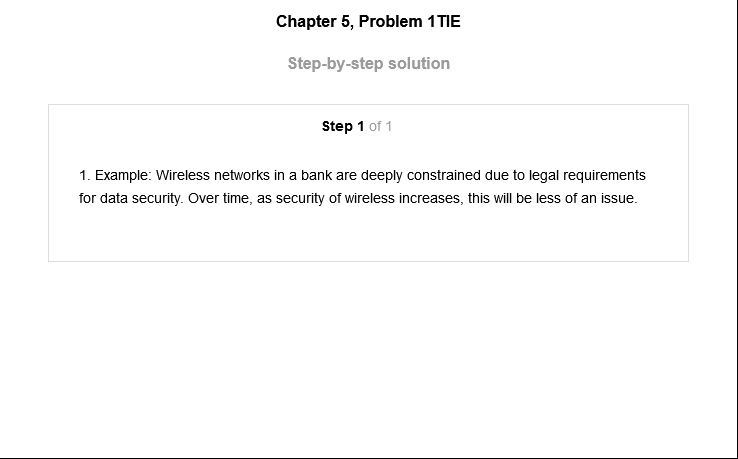 Chapter 5, Problem 1TIE
Step-by-step solution
Step 1 of 1
1. Example: Wireless networks in a bank are deeply constrained due to legal requirements
for data security. Over time, as security of wireless increases, this will be less of an issue.